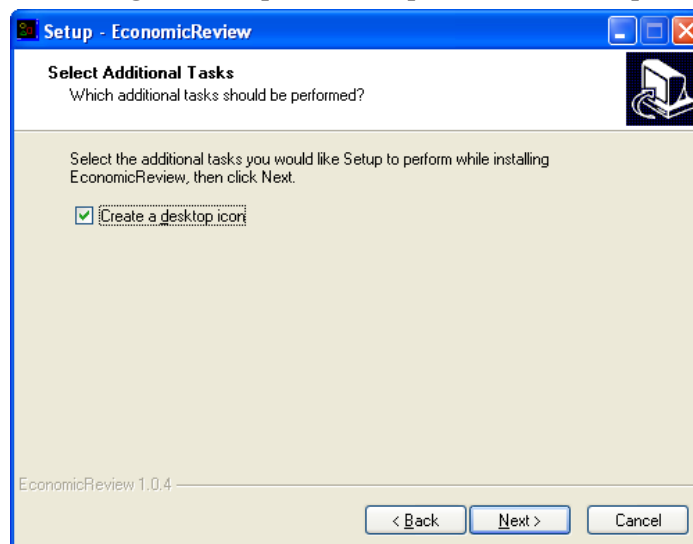 Setup - EconomicReview
Select Additional Tasks
Which additional tasks should be performed?
Select the additional tasks you would like Setup to perform while installing
EconomicReview, then click Next.
Create a desktop icon
EconomicReview 1.0.4
< Back
Next >
Cancel